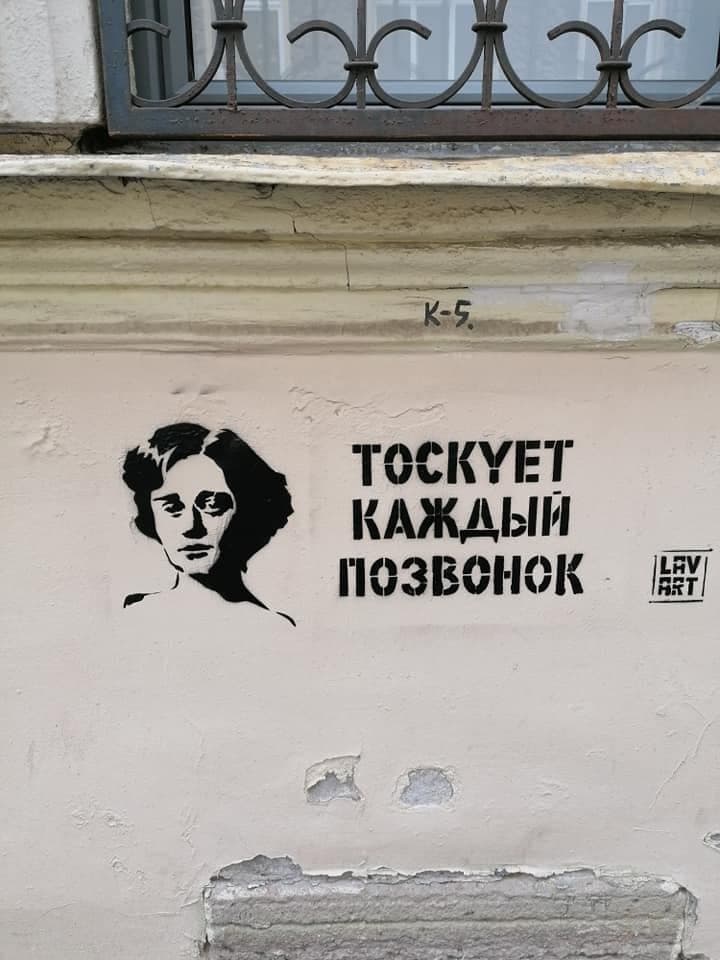 К-5.
ТОСКУЕТ
КАЖДЫЙ
ПОЗВОНОК
LAV
ART